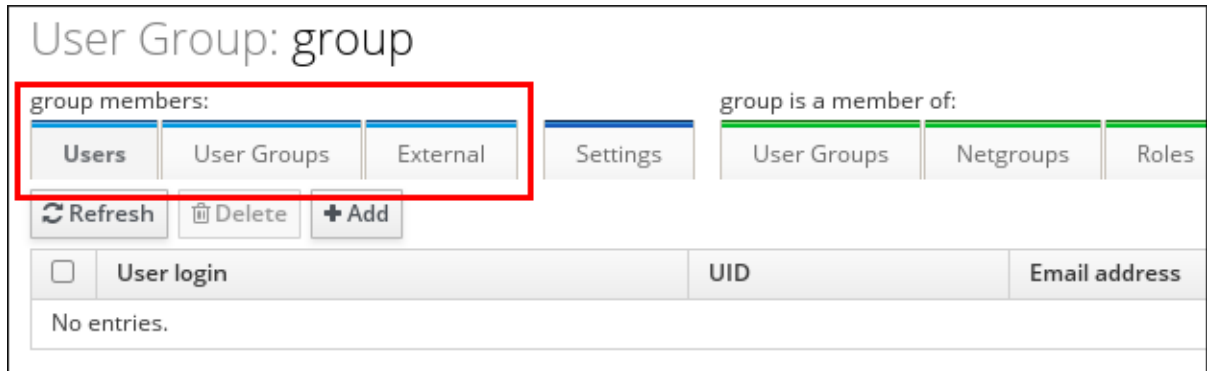 User Group: group
group members: group is a member of:
Users User Groups External Settings User Groups Netgroups Roles
Refresh Delete Add
User login UID Email address
No entries.